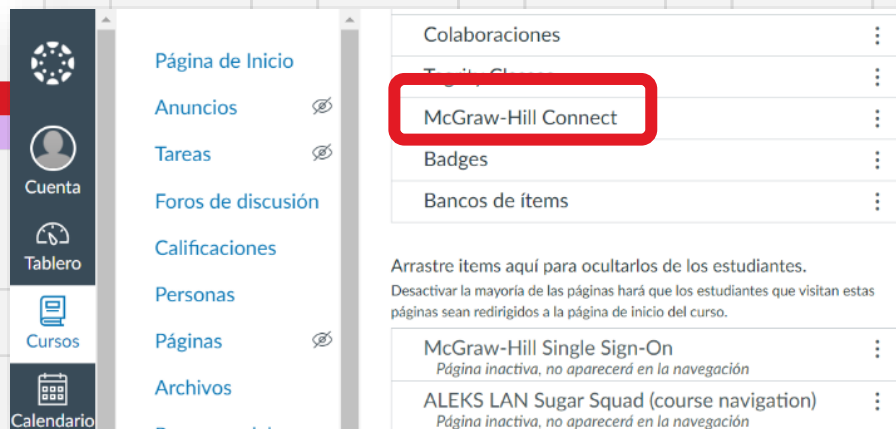 Cuenta
Tablero
Cursos
Calendario
Página de Inicio
Anuncios
Tareas
Foros de discusión
Calificaciones
Personas
Páginas
Archivos
Colaboraciones
McGraw-Hill Connect
Badges
Bancos de ítems
Arrastre items aquí para ocultarlos de los estudiantes.
Desactivar la mayoría de las páginas hará que los estudiantes que visitan estas
páginas sean redirigidos a la página de inicio del curso.
McGraw-Hill Single Sign-On
Página inactiva, no aparecerá en la navegación
ALEKS LAN Sugar Squad (course navigation)
Página inactiva, no aparecerá en la navegación